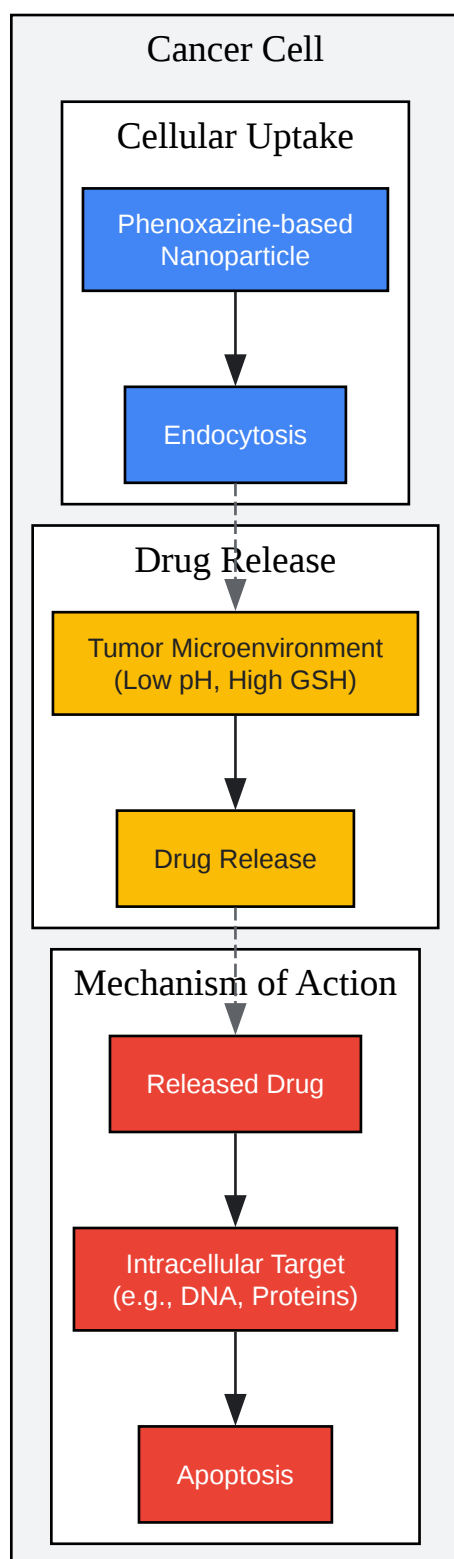 Cancer Cell
Cellular Uptake
Phenoxazine-based
Nanoparticle
Endocytosis
Drug Release
Tumor Microenvironment
(Low pH, High GSH)
Drug Release
Mechanism of Action
Released Drug
Intracellular Target
(e.g., DNA, Proteins)
Apoptosis